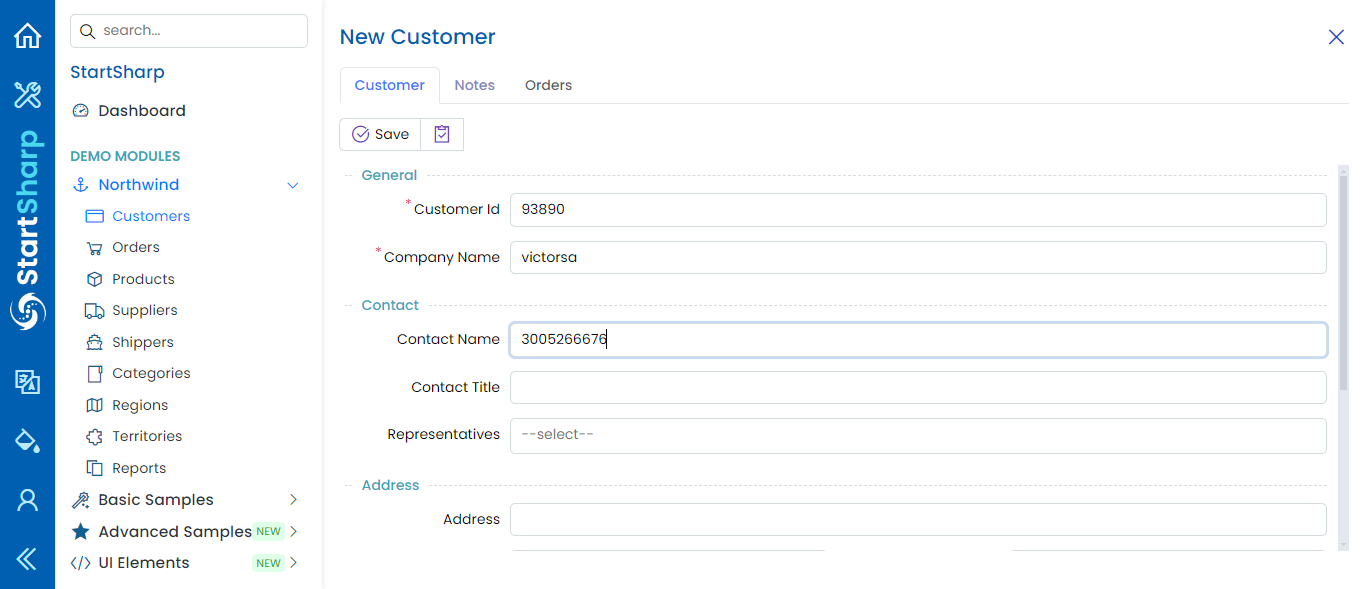 search...
StartSharp
Dashboard
DEMO MODULES
Northwind
Customers
Orders
Products
Suppliers
Shippers
Categories
Regions
Territories
Reports
Basic Samples
Advanced Samples NEW
UI Elements NEW
StartSharp
New Customer
Customer Notes Orders
Save
General
* Customer Id 93890
* Company Name victorsa
Contact
Contact Name 3005266676
Contact Title
Representatives --select--
Address
Address